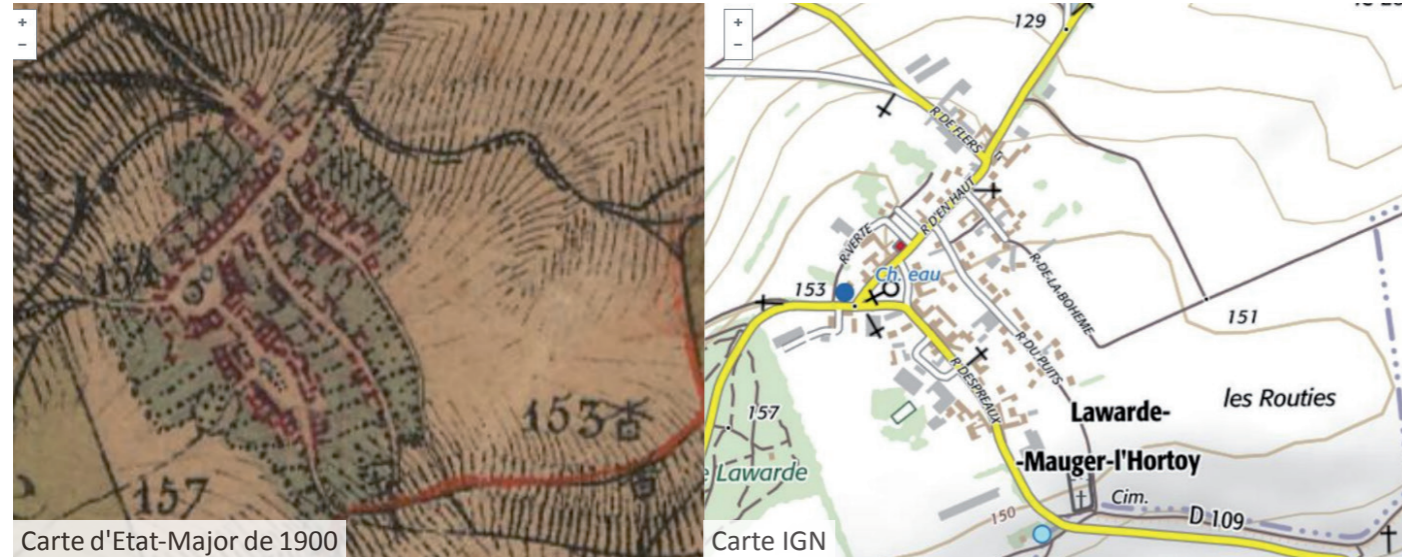 +
−
154
153
157
Carte d'Etat-Major de 1900
+
−
129
R. DE FLERS
R. D'EN HAUT
R. VERTE
Ch. eau
153
R. DE-LA-BOHEME
151
R. DU PUITS
R. DESPREAUX
157
les Routies
Lawarde-
-Mauger-l'Hortoy
e Lawarde
Cim.
150
D 109
Carte IGN